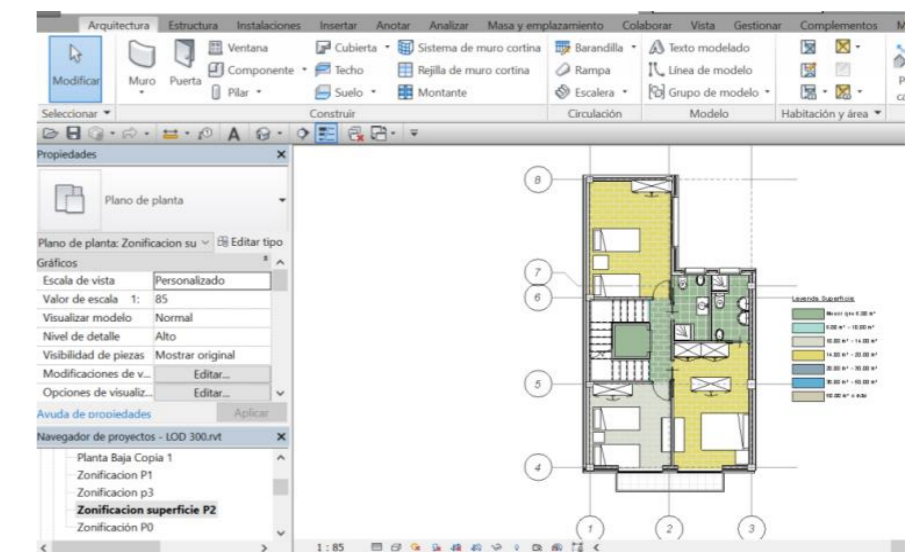 Arquitectura Estructura Instalaciones Insertar Anotar Analizar Masa y emplazamiento Colaborar Vista Gestionar Complementos M
Ventana Cubierta Sistema de muro cortina Barandilla Texto modelado
Modificar Muro Puerta Componente Techo Rejilla de muro cortina Rampa Línea de modelo
Pilar Suelo Montante Escalera Grupo de modelo
Seleccionar Construir Circulación Modelo Habitación y área
Propiedades
Plano de planta
Plano de planta: Zonificacion su Editar tipo
Gráficos
Escala de vista Personalizado
Valor de escala 1: 85
Visualizar modelo Normal
Nivel de detalle Alto
Visibilidad de piezas Mostrar original
Modificaciones de v... Editar...
Opciones de visualiz... Editar...
Ayuda de propiedades Aplicar
Navegador de proyectos - LOD 300.rvt
Planta Baja Copia 1
Zonificacion P1
Zonificacion p3
Zonificacion superficie P2
Zonificación P0
8
7
6
5
4
1 2 3
Leyenda Superficie
14.00 m² - 20.00 m²
1 : 85